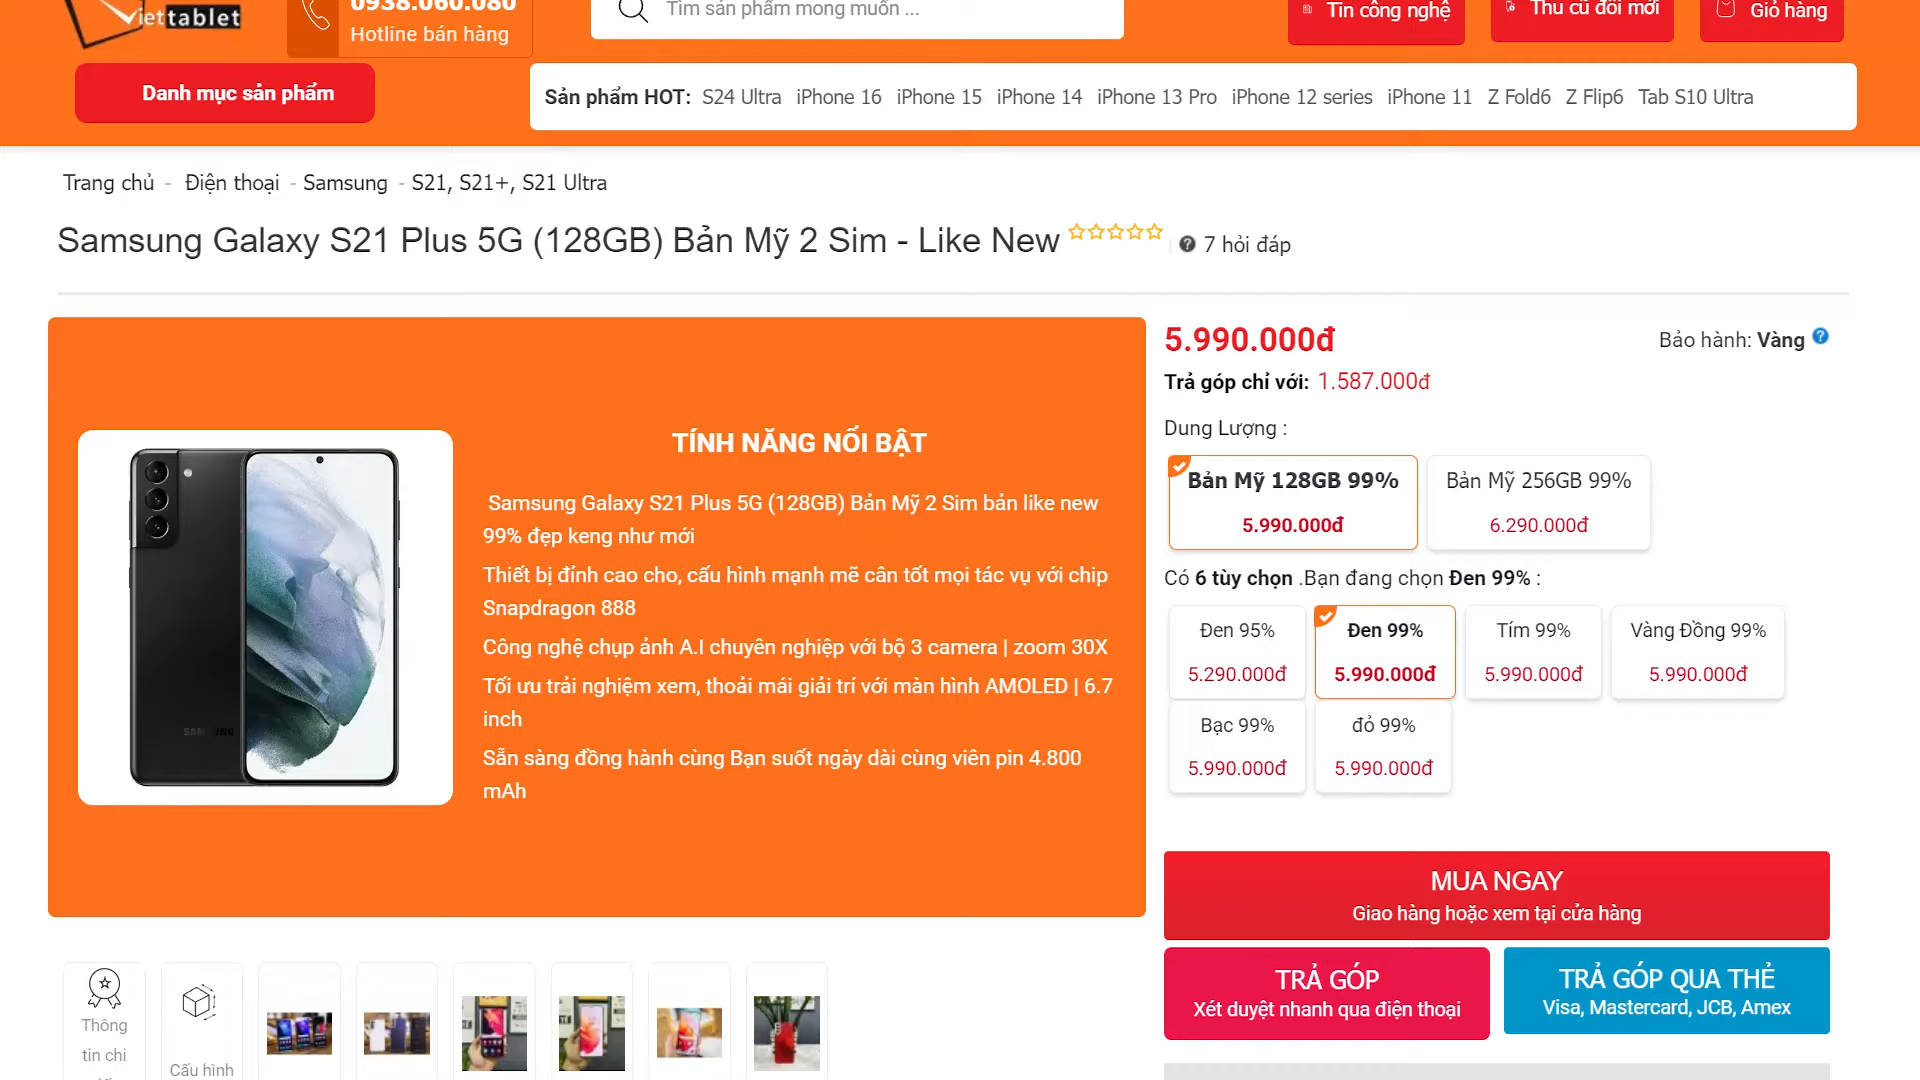 iettablet
0938.060.080
Hotline bán hàng
Tìm sản phẩm mong muốn ...
Tin công nghệ
Thu cũ đổi mới
Giỏ hàng
Danh mục sản phẩm
Sản phẩm HOT: S24 Ultra iPhone 16 iPhone 15 iPhone 14 iPhone 13 Pro iPhone 12 series iPhone 11 Z Fold6 Z Flip6 Tab S10 Ultra
Trang chủ - Điện thoại - Samsung - S21, S21+, S21 Ultra
Samsung Galaxy S21 Plus 5G (128GB) Bản Mỹ 2 Sim - Like New
7 hỏi đáp
TÍNH NĂNG NỔI BẬT
Samsung Galaxy S21 Plus 5G (128GB) Bản Mỹ 2 Sim bản like new
99% đẹp keng như mới
Thiết bị đỉnh cao cho, cấu hình mạnh mẽ cân tốt mọi tác vụ với chip
Snapdragon 888
Công nghệ chụp ảnh A.I chuyên nghiệp với bộ 3 camera | zoom 30X
Tối ưu trải nghiệm xem, thoải mái giải trí với màn hình AMOLED | 6.7
inch
Sẵn sàng đồng hành cùng Bạn suốt ngày dài cùng viên pin 4.800
mAh
5.990.000đ
Bảo hành: Vàng
Trả góp chỉ với: 1.587.000đ
Dung Lượng :
Bản Mỹ 128GB 99%
5.990.000đ
Bản Mỹ 256GB 99%
6.290.000đ
Có 6 tùy chọn .Bạn đang chọn Đen 99% :
Đen 95%
5.290.000đ
Đen 99%
5.990.000đ
Tím 99%
5.990.000đ
Vàng Đồng 99%
5.990.000đ
Bạc 99%
5.990.000đ
đỏ 99%
5.990.000đ
MUA NGAY
Giao hàng hoặc xem tại cửa hàng
TRẢ GÓP
Xét duyệt nhanh qua điện thoại
TRẢ GÓP QUA THẺ
Visa, Mastercard, JCB, Amex
Thông
tin chi
Cấu hình